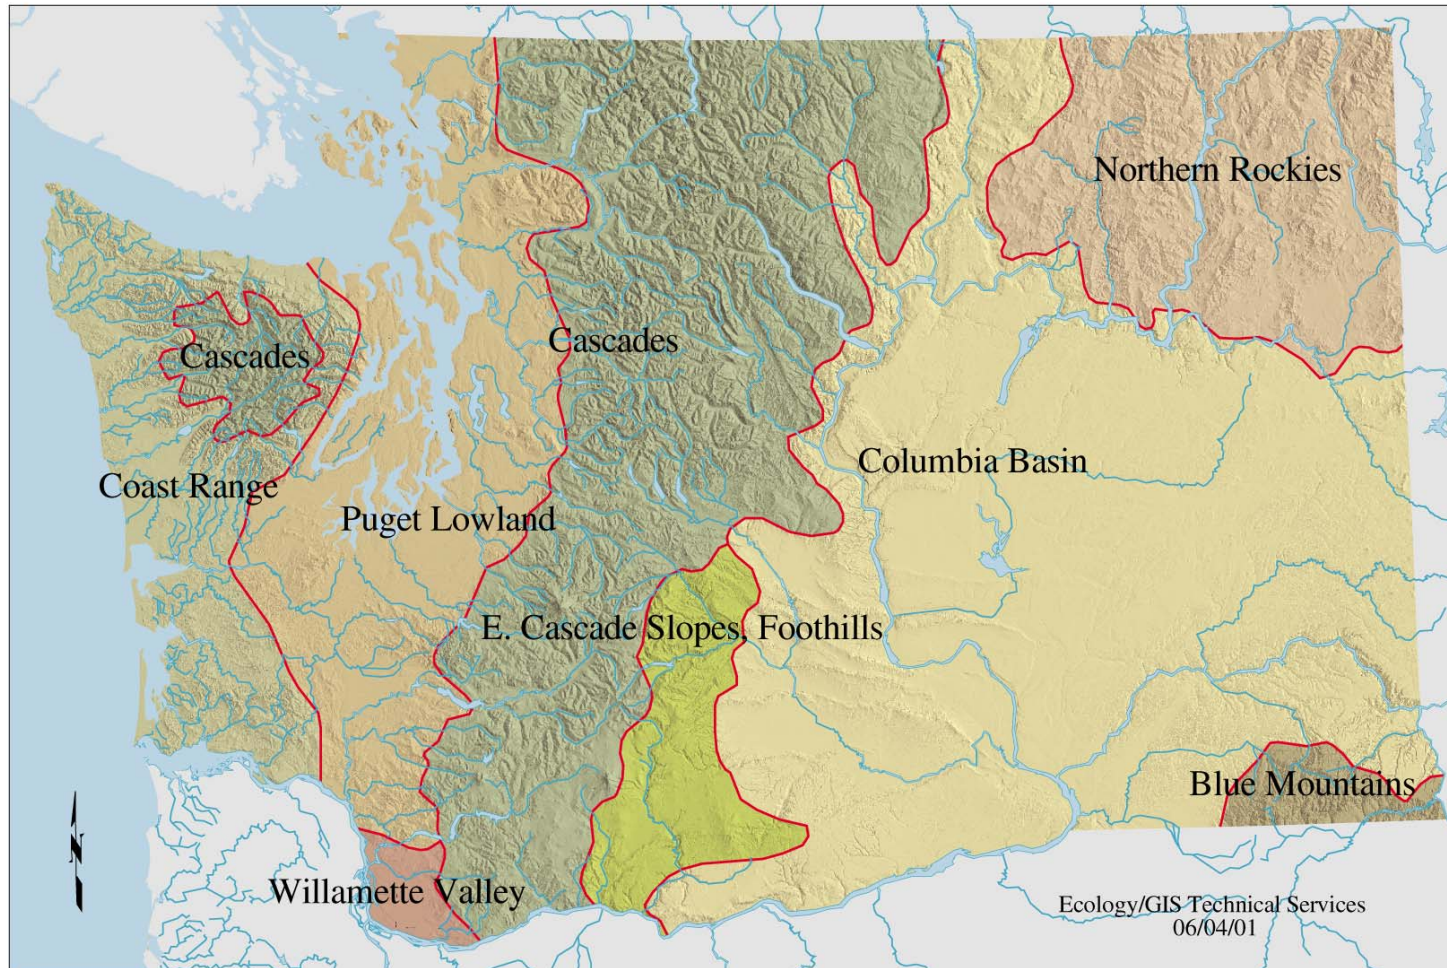 Northern Rockies
Cascades
Cascades
Columbia Basin
Coast Range
Puget Lowland
E. Cascade Slopes, Foothills
Blue Mountains
N
Willamette Valley
Ecology/GIS Technical Services
06/04/01